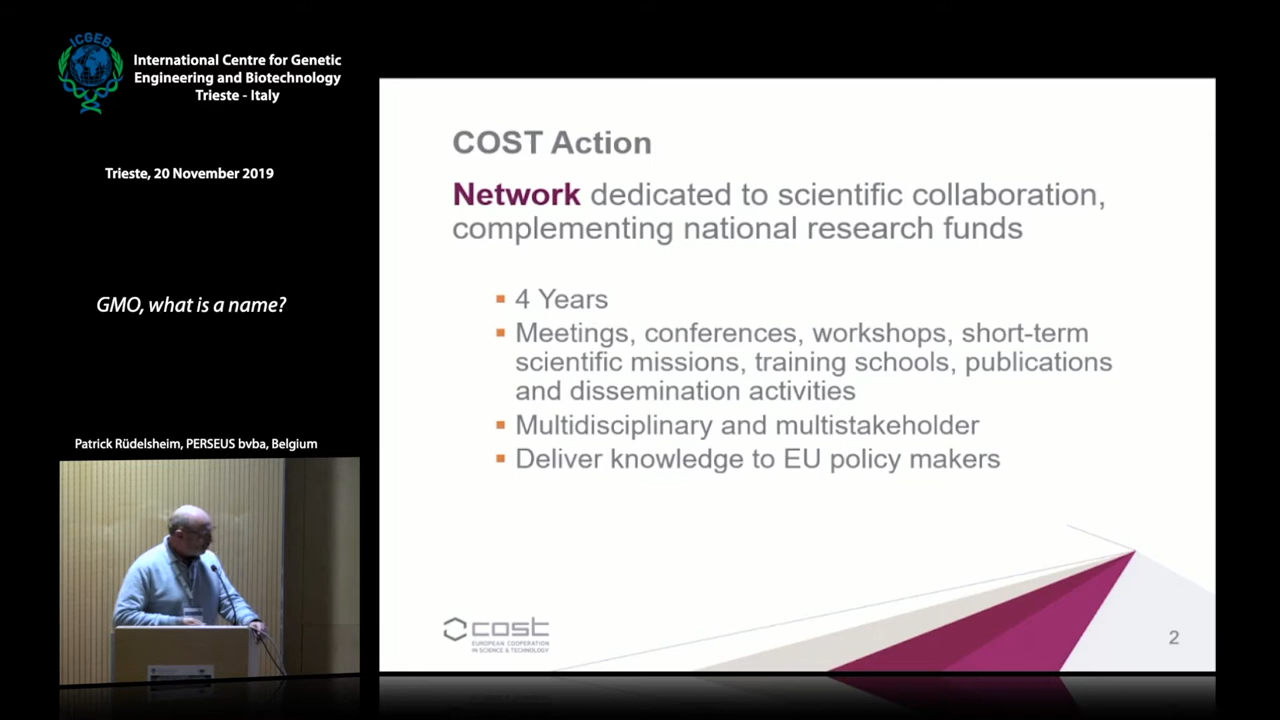 ICGEB
International Centre for Genetic
Engineering and Biotechnology
Trieste - Italy
Trieste, 20 November 2019
GMO, what is a name?
Patrick Rüdelsheim, PERSEUS bvba, Belgium
COST Action
Network dedicated to scientific collaboration,
complementing national research funds
▪ 4 Years
▪ Meetings, conferences, workshops, short-term
scientific missions, training schools, publications
and dissemination activities
▪ Multidisciplinary and multistakeholder
▪ Deliver knowledge to EU policy makers
cost
EUROPEAN COOPERATION
IN SCIENCE & TECHNOLOGY
2